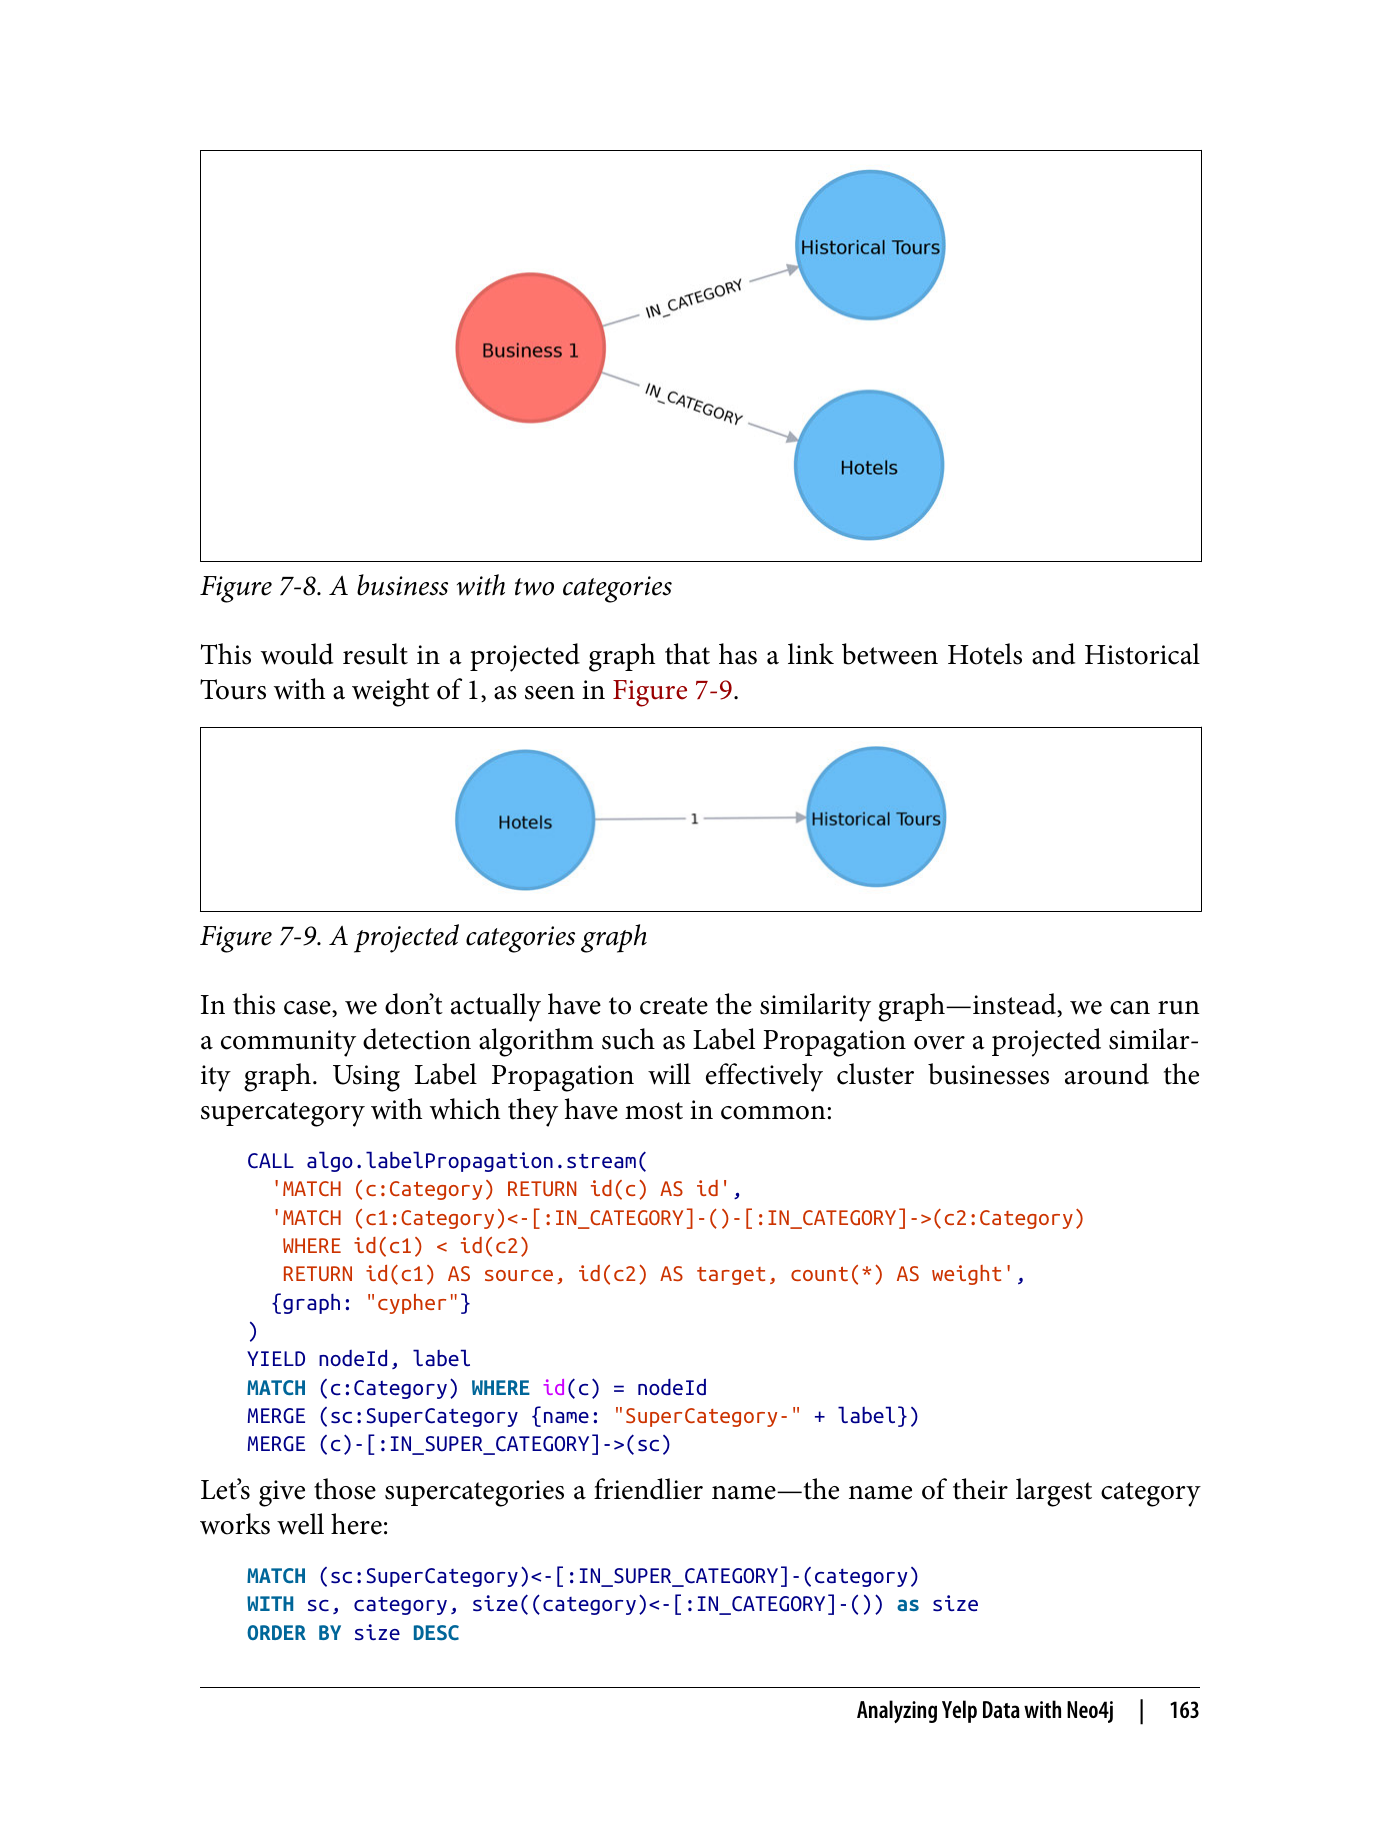 Historical Tours
IN_CATEGORY
Business 1
IN_CATEGORY
Hotels
Figure 7-8. A business with two categories
This would result in a projected graph that has a link between Hotels and Historical
Tours with a weight of 1, as seen in Figure 7-9.
Hotels
1
Historical Tours
Figure 7-9. A projected categories graph
In this case, we don’t actually have to create the similarity graph—instead, we can run
a community detection algorithm such as Label Propagation over a projected similar-
ity graph. Using Label Propagation will effectively cluster businesses around the
supercategory with which they have most in common:
CALL algo.labelPropagation.stream(
  'MATCH (c:Category) RETURN id(c) AS id',
  'MATCH (c1:Category)<-[:IN_CATEGORY]-()-[:IN_CATEGORY]->(c2:Category)
   WHERE id(c1) < id(c2)
   RETURN id(c1) AS source, id(c2) AS target, count(*) AS weight',
  {graph: "cypher"}
)
YIELD nodeId, label
MATCH (c:Category) WHERE id(c) = nodeId
MERGE (sc:SuperCategory {name: "SuperCategory-" + label})
MERGE (c)-[:IN_SUPER_CATEGORY]->(sc)
Let’s give those supercategories a friendlier name—the name of their largest category
works well here:
MATCH (sc:SuperCategory)<-[:IN_SUPER_CATEGORY]-(category)
WITH sc, category, size((category)<-[:IN_CATEGORY]-()) as size
ORDER BY size DESC
Analyzing Yelp Data with Neo4j | 163